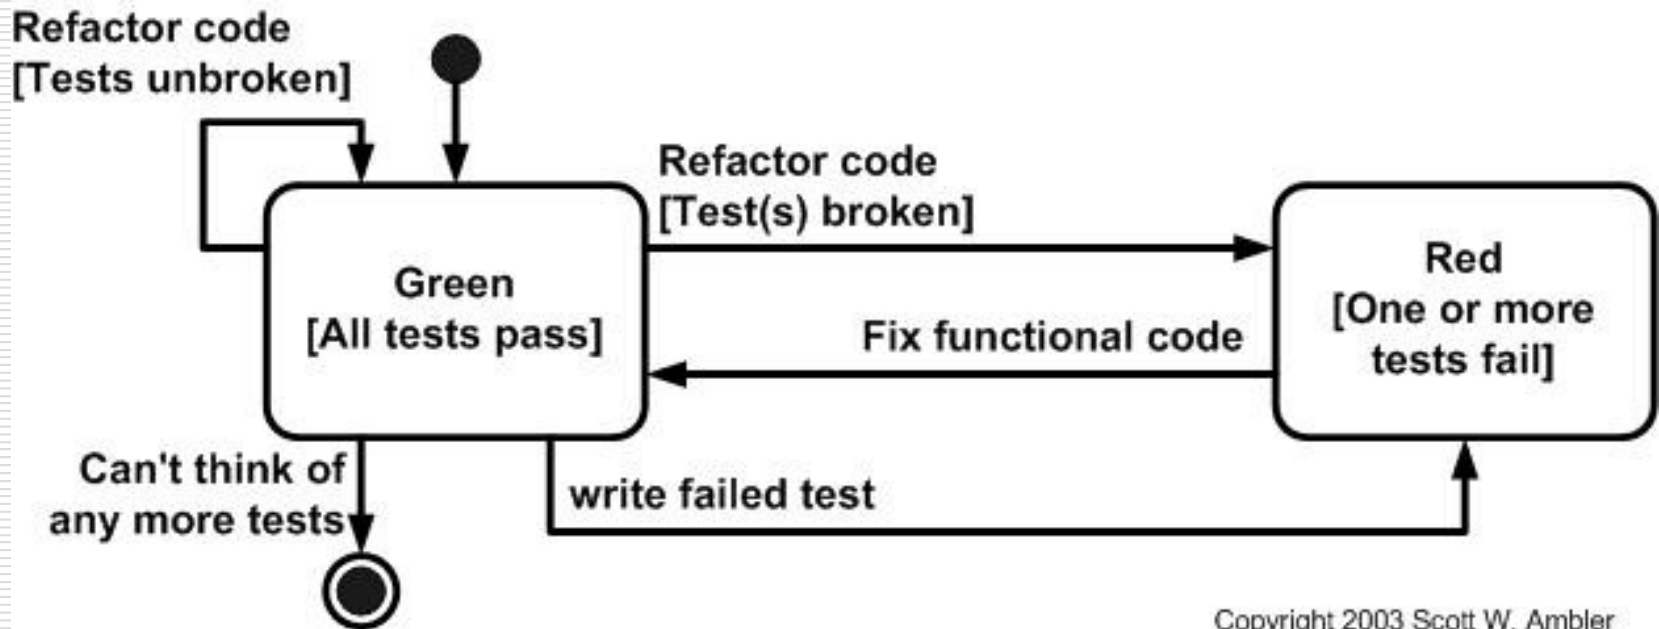 Refactor code
[Tests unbroken]
Refactor code
[Test(s) broken]
Green
[All tests pass]
Red
[One or more
tests fail]
Fix functional code
Can't think of
any more tests
write failed test
Copyright 2003 Scott W. Ambler